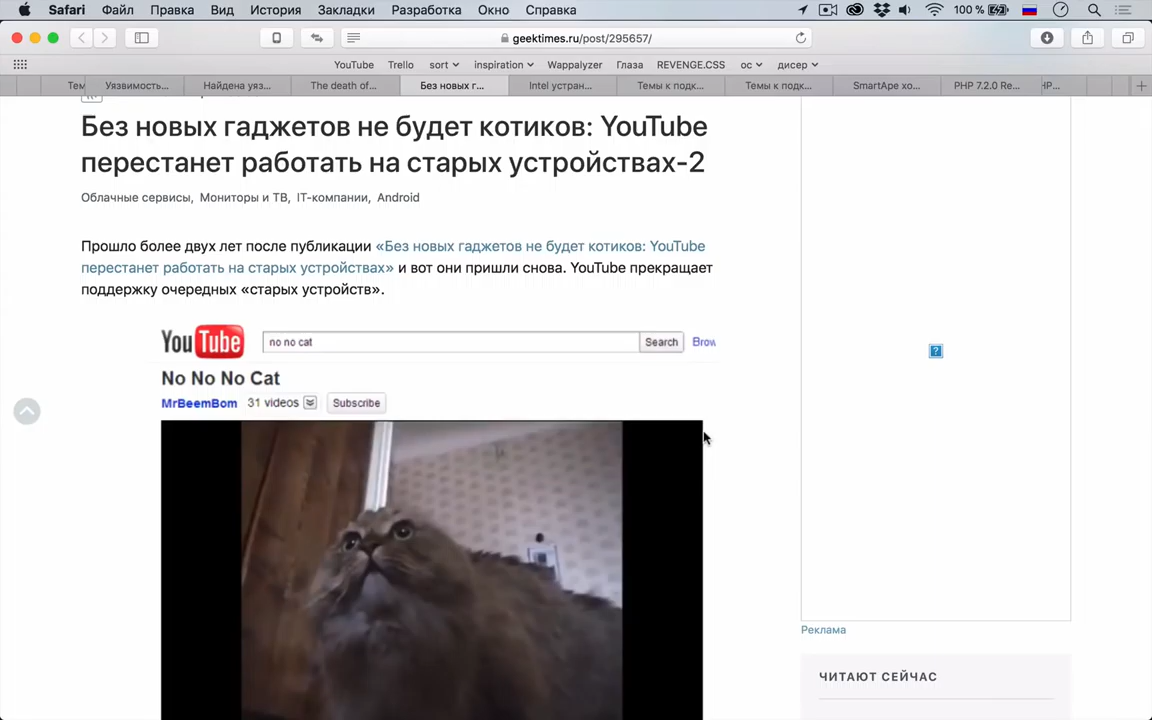 Safari Файл Правка Вид История Закладки Разработка Окно Справка 100 %
geektimes.ru/post/295657/
YouTube Trello sort inspiration Wappalyzer Глаза REVENGE.CSS ос дисер
Тем Уязвимость... Найдена уяз... The death of... Без новых г... Intel устран... Темы к подк... Темы к подк... SmartApe хо... PHP 7.2.0 Re...
Без новых гаджетов не будет котиков: YouTube
перестанет работать на старых устройствах-2
Облачные сервисы, Мониторы и ТВ, IT-компании, Android
Прошло более двух лет после публикации «Без новых гаджетов не будет котиков: YouTube
перестанет работать на старых устройствах» и вот они пришли снова. YouTube прекращает
поддержку очередных «старых устройств».
YouTube no no cat Search Brow
No No No Cat
MrBeemBom 31 videos Subscribe
Реклама
ЧИТАЮТ СЕЙЧАС